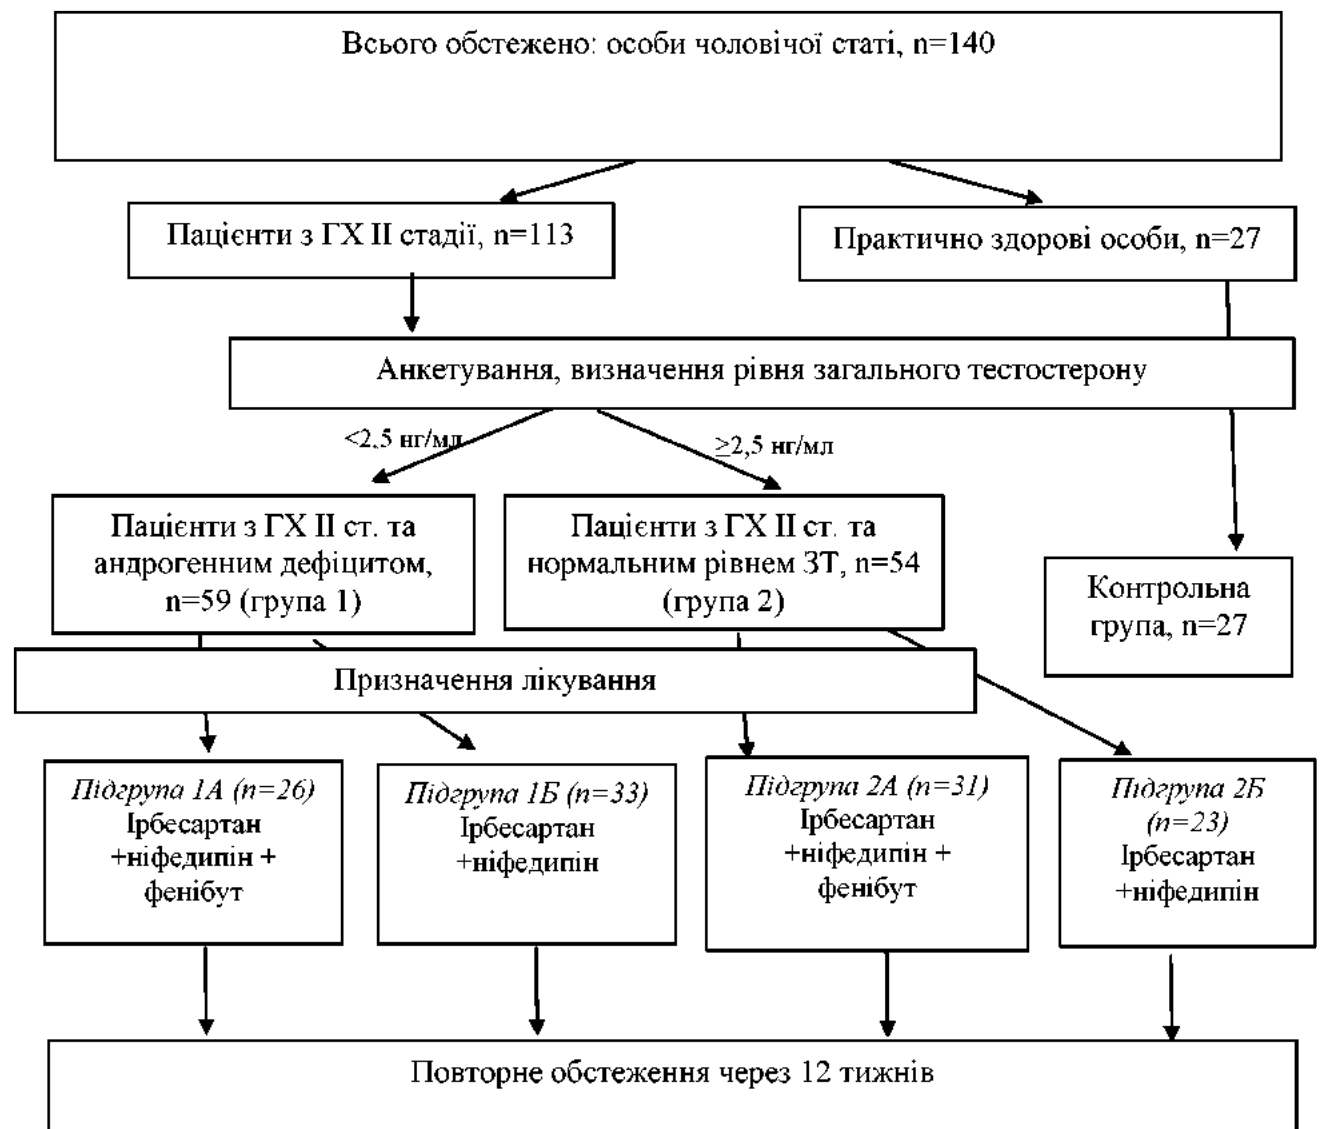 Всього обстежено: особи чоловічої статі, n=140
Пацієнти з ГХ ІІ стадії, n=113
Практично здорові особи, n=27
Анкетування, визначення рівня загального тестостерону
<2,5 нг/мл
≥2,5 нг/мл
Пацієнти з ГХ ІІ ст. та
андрогенним дефіцитом,
n=59 (група 1)
Пацієнти з ГХ ІІ ст. та
нормальним рівнем ЗТ, n=54
(група 2)
Контрольна
група, n=27
Призначення лікування
Підгрупа 1А (n=26)
Ірбесартан
+ніфедипін +
фенібут
Підгрупа 1Б (n=33)
Ірбесартан
+ніфедипін
Підгрупа 2А (n=31)
Ірбесартан
+ніфедипін +
фенібут
Підгрупа 2Б
(n=23)
Ірбесартан
+ніфедипін
Повторне обстеження через 12 тижнів